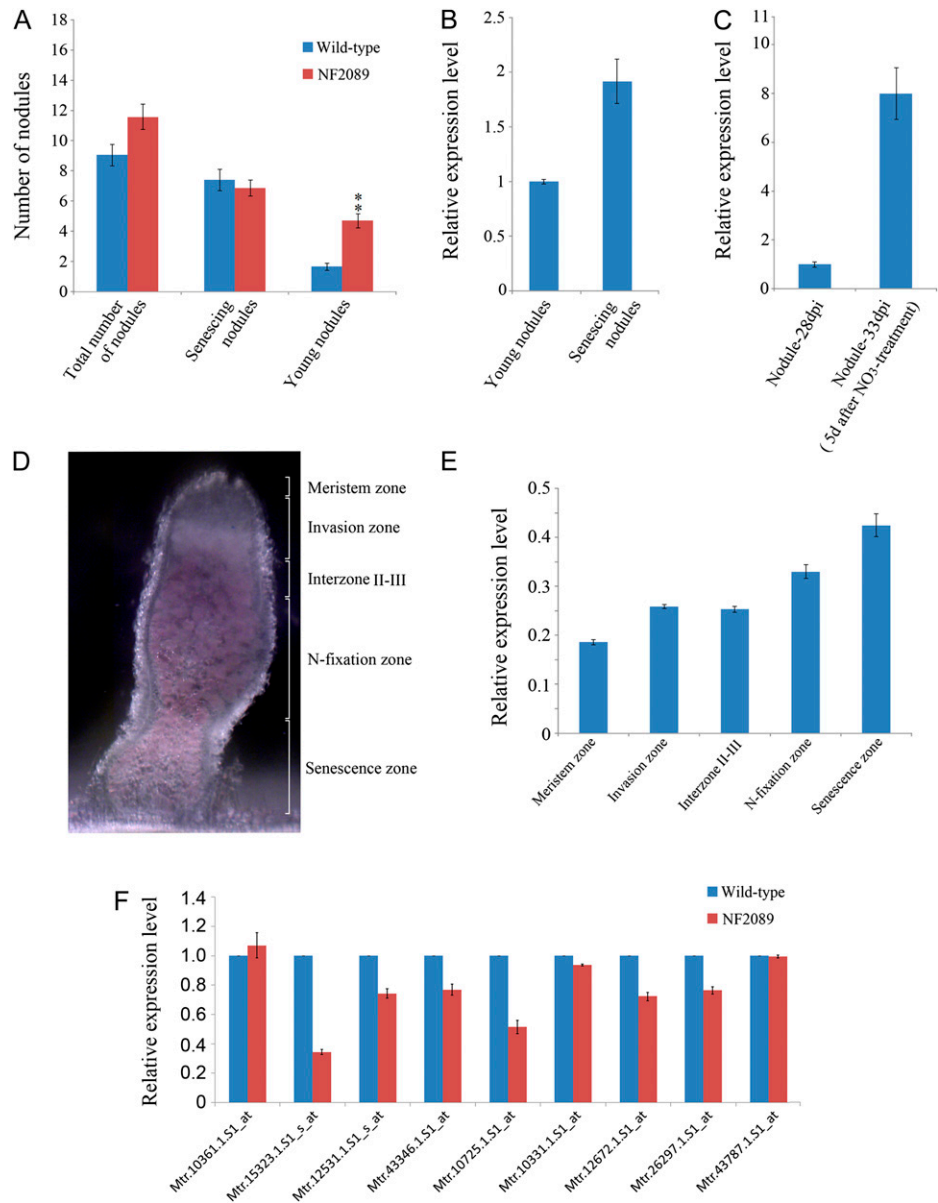 A
Number of nodules
18
16
14
12
10
8
6
4
2
0
Wild-type
NF2089
**
Total number
of nodules
Senescing
nodules
Young nodules
B
Relative expression level
2.5
2
1.5
1
0.5
0
Young nodules
Senescing
nodules
C
Relative expression level
11
10
8
6
4
2
0
Nodule-28dpi
Nodule-33dpi
( 5d after NO3-treatment)
D
Meristem zone
Invasion zone
Interzone II-III
N-fixation zone
Senescence zone
E
Relative expression level
0.5
0.4
0.3
0.2
0.1
0
Meristem zone
Invasion zone
Interzone II-III
N-fixation zone
Senescence zone
F
Relative expression level
1.4
1.2
1.0
0.8
0.6
0.4
0.2
0
Wild-type
NF2089
Mtr.10361.1.S1_at
Mtr.15323.1.S1_s_at
Mtr.12531.1.S1_s_at
Mtr.43346.1.S1_at
Mtr.10725.1.S1_at
Mtr.10331.1.S1_at
Mtr.12672.1.S1_at
Mtr.26297.1.S1_at
Mtr.43787.1.S1_at